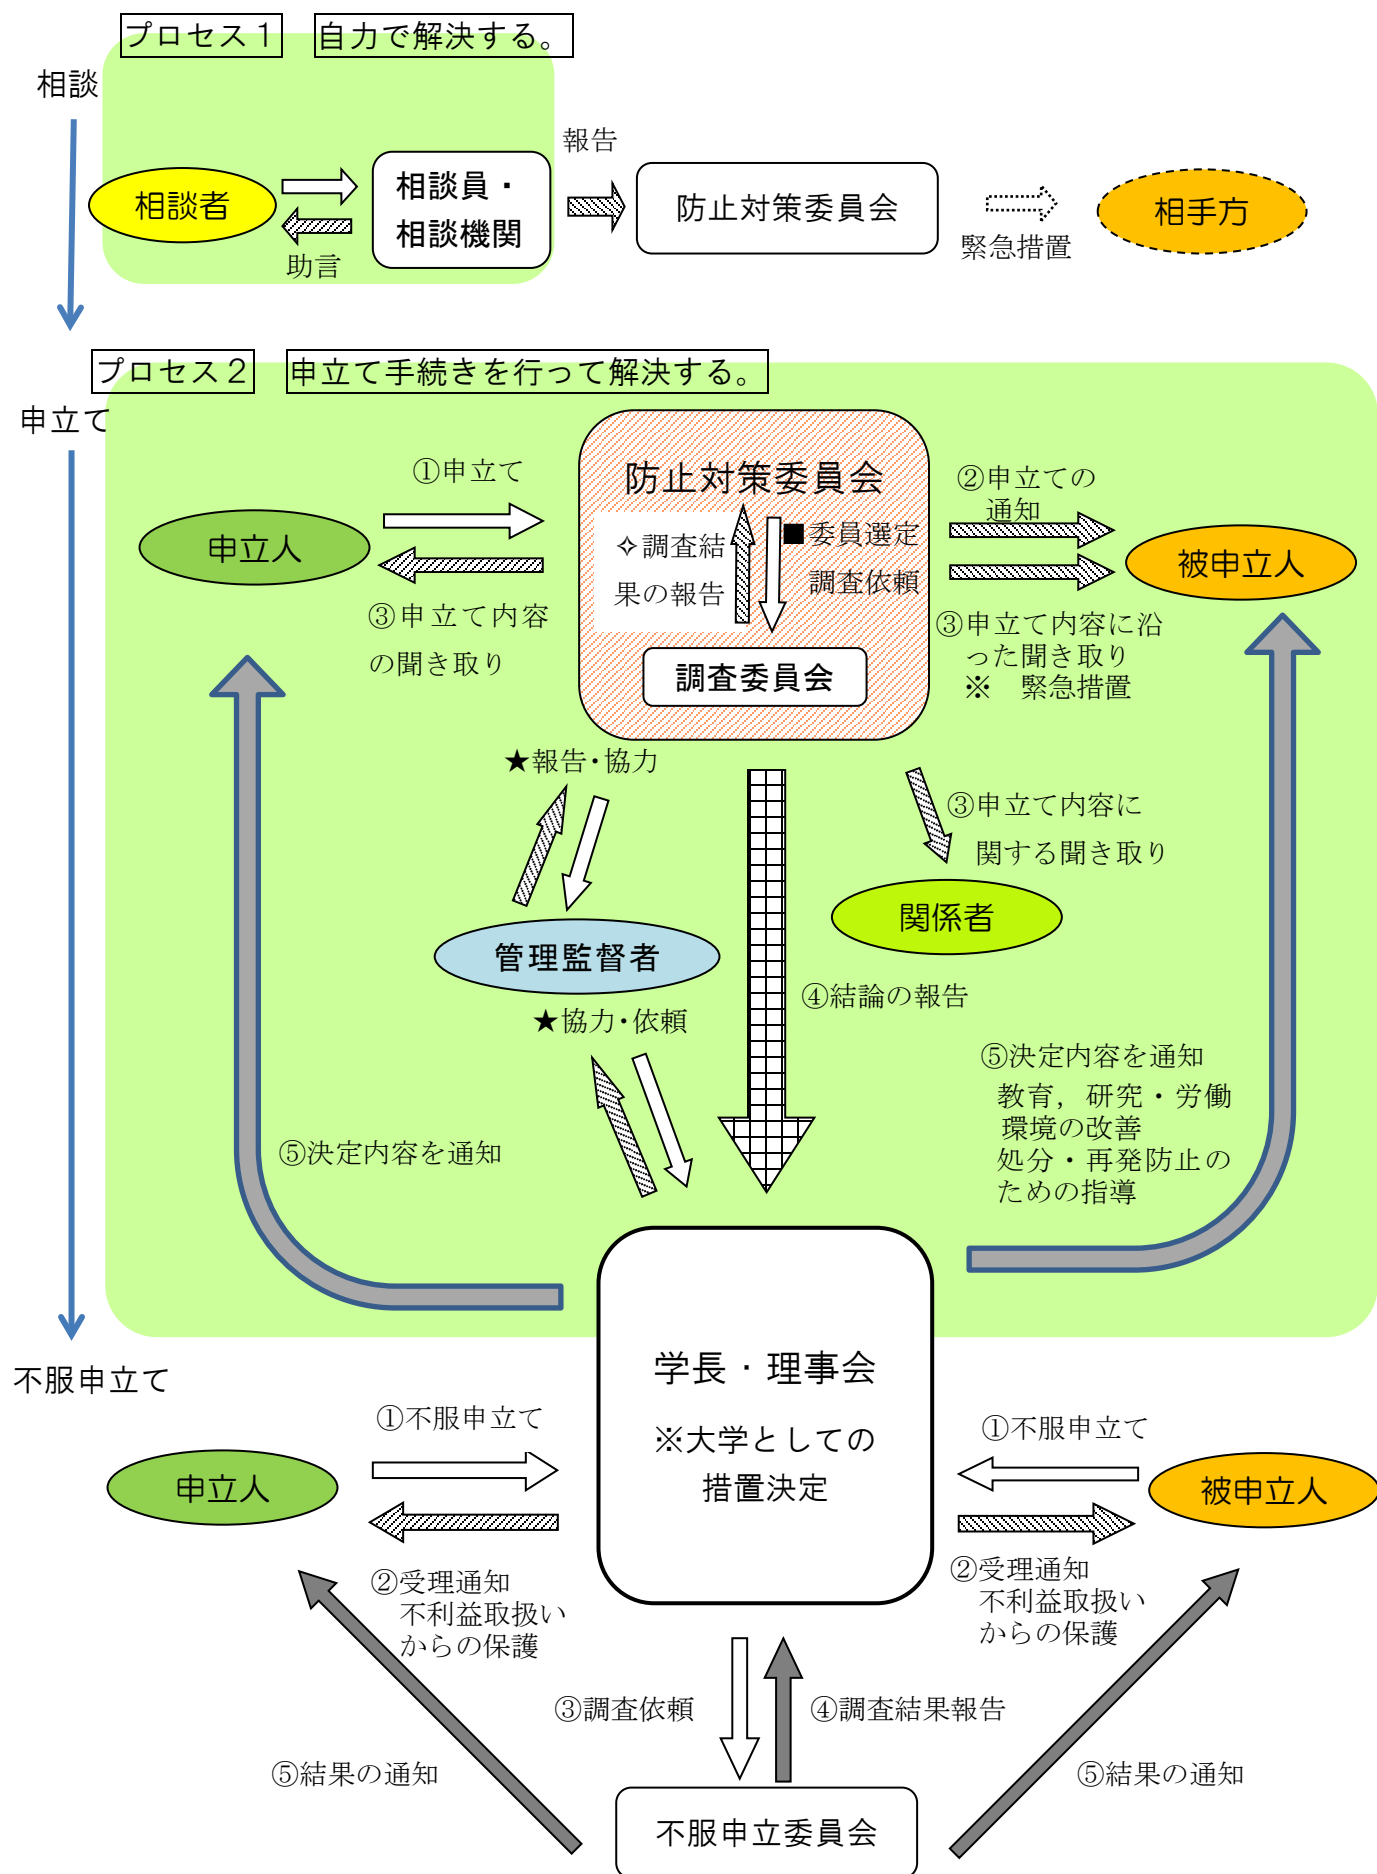 プロセス１
自力で解決する。
相談
報告
相談者
相談員・
相談機関
防止対策委員会
相手方
助言
緊急措置
プロセス２
申立て手続きを行って解決する。
申立て
①申立て
防止対策委員会
②申立ての
通知
申立人
✧調査結
果の報告
■委員選定
調査依頼
被申立人
③申立て内容
の聞き取り
調査委員会
③申立て内容に沿
った聞き取り
※　緊急措置
★報告・協力
③申立て内容に
関する聞き取り
関係者
管理監督者
④結論の報告
★協力・依頼
⑤決定内容を通知
⑤決定内容を通知
教育，研究・労働
環境の改善
処分・再発防止の
ための指導
学長・理事会
※大学としての
措置決定
不服申立て
①不服申立て
①不服申立て
申立人
被申立人
②受理通知
不利益取扱い
からの保護
②受理通知
不利益取扱い
からの保護
③調査依頼
④調査結果報告
⑤結果の通知
⑤結果の通知
不服申立委員会